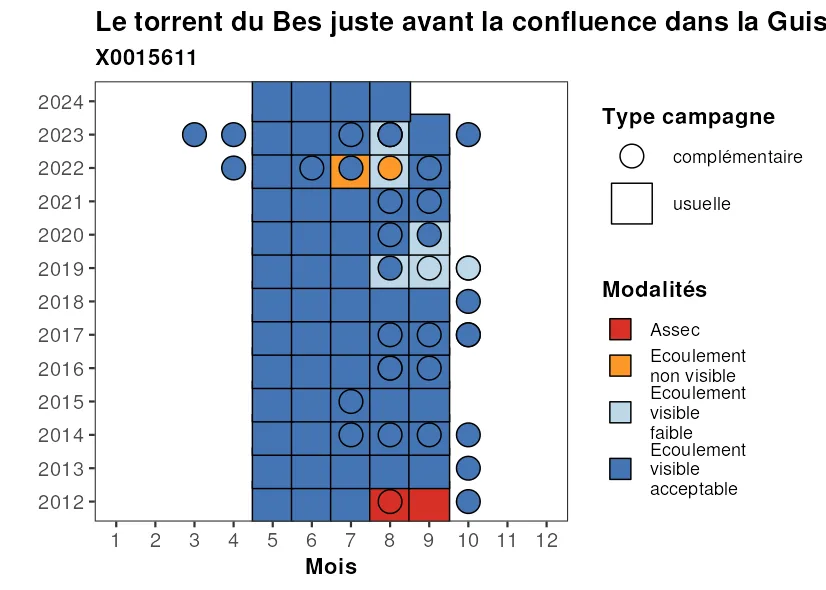 Le torrent du Bes juste avant la confluence dans la Guis
X0015611
2024
2023
2022
2021
2020
2019
2018
2017
2016
2015
2014
2013
2012
1 2 3 4 5 6 7 8 9 10 11 12
Mois
Type campagne
complémentaire
usuelle
Modalités
Assec
Ecoulement
non visible
Ecoulement
visible
faible
Ecoulement
visible
acceptable